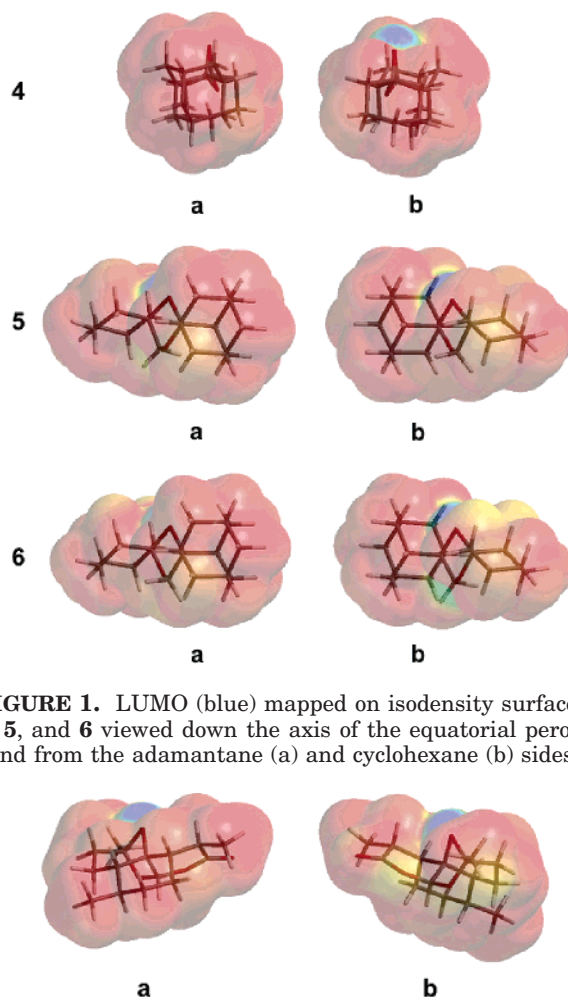 4
a b
5
a b
6
a b
IGURE 1. LUMO (blue) mapped on isodensity surface
5, and 6 viewed down the axis of the equatorial pero
nd from the adamantane (a) and cyclohexane (b) sides
a b